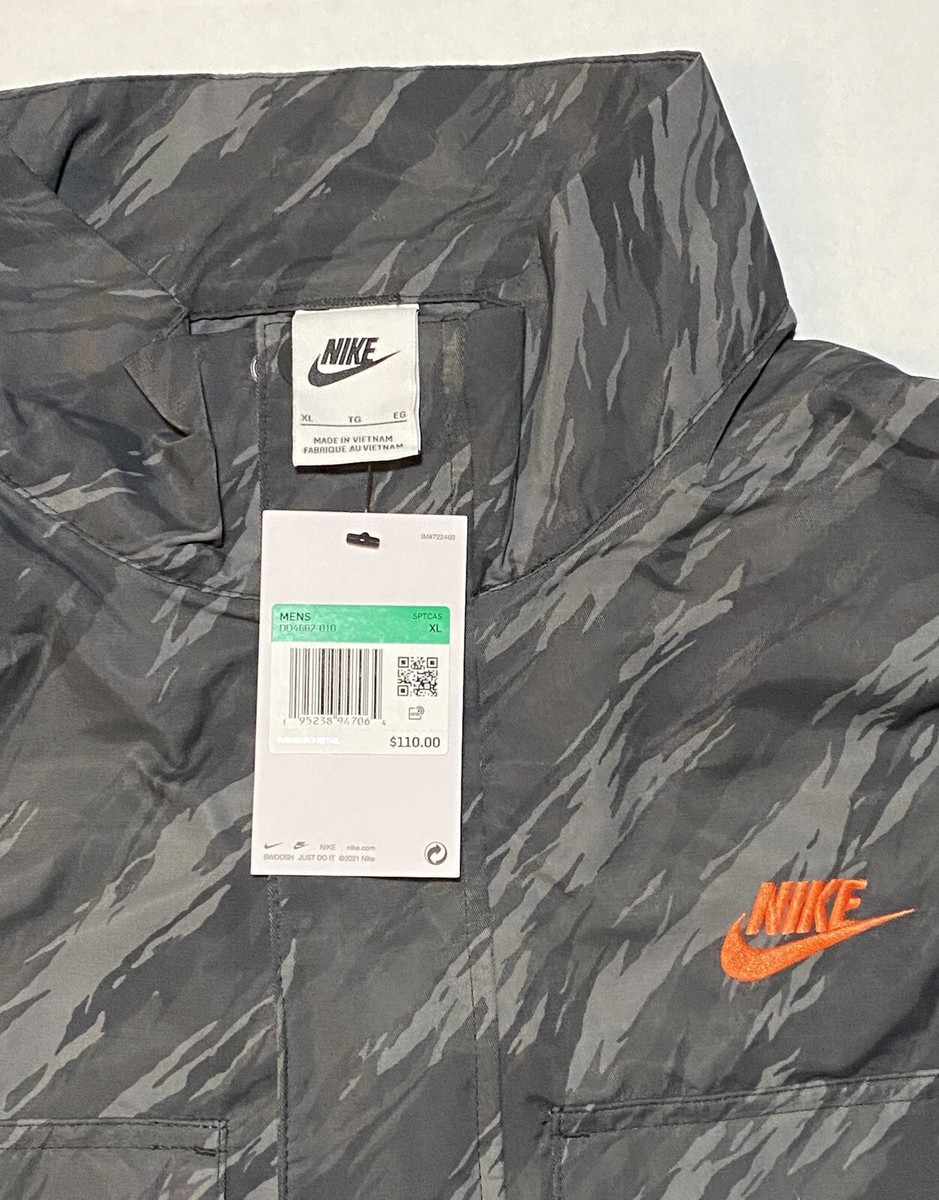 NIKE
XL TG EG
MADE IN VIETNAM
FABRIQUE AU VIETNAM
MENS SPTCAS
DD4667-010 XL
1 95238 94706 4
$110.00
NIKE nike.com
SWOOSH JUST DO IT ©2021 Nike
NIKE